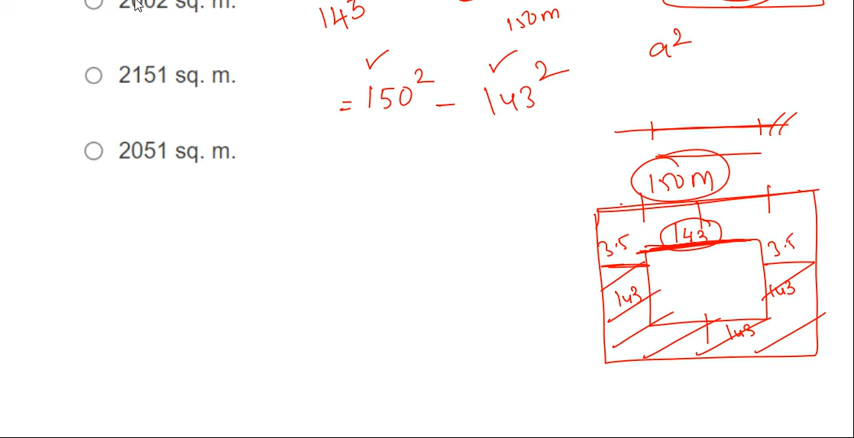 143
150m
a²
2151 sq. m.
= 150² - 143²
2051 sq. m.
150m
3.5 143 3.5
143 143
143